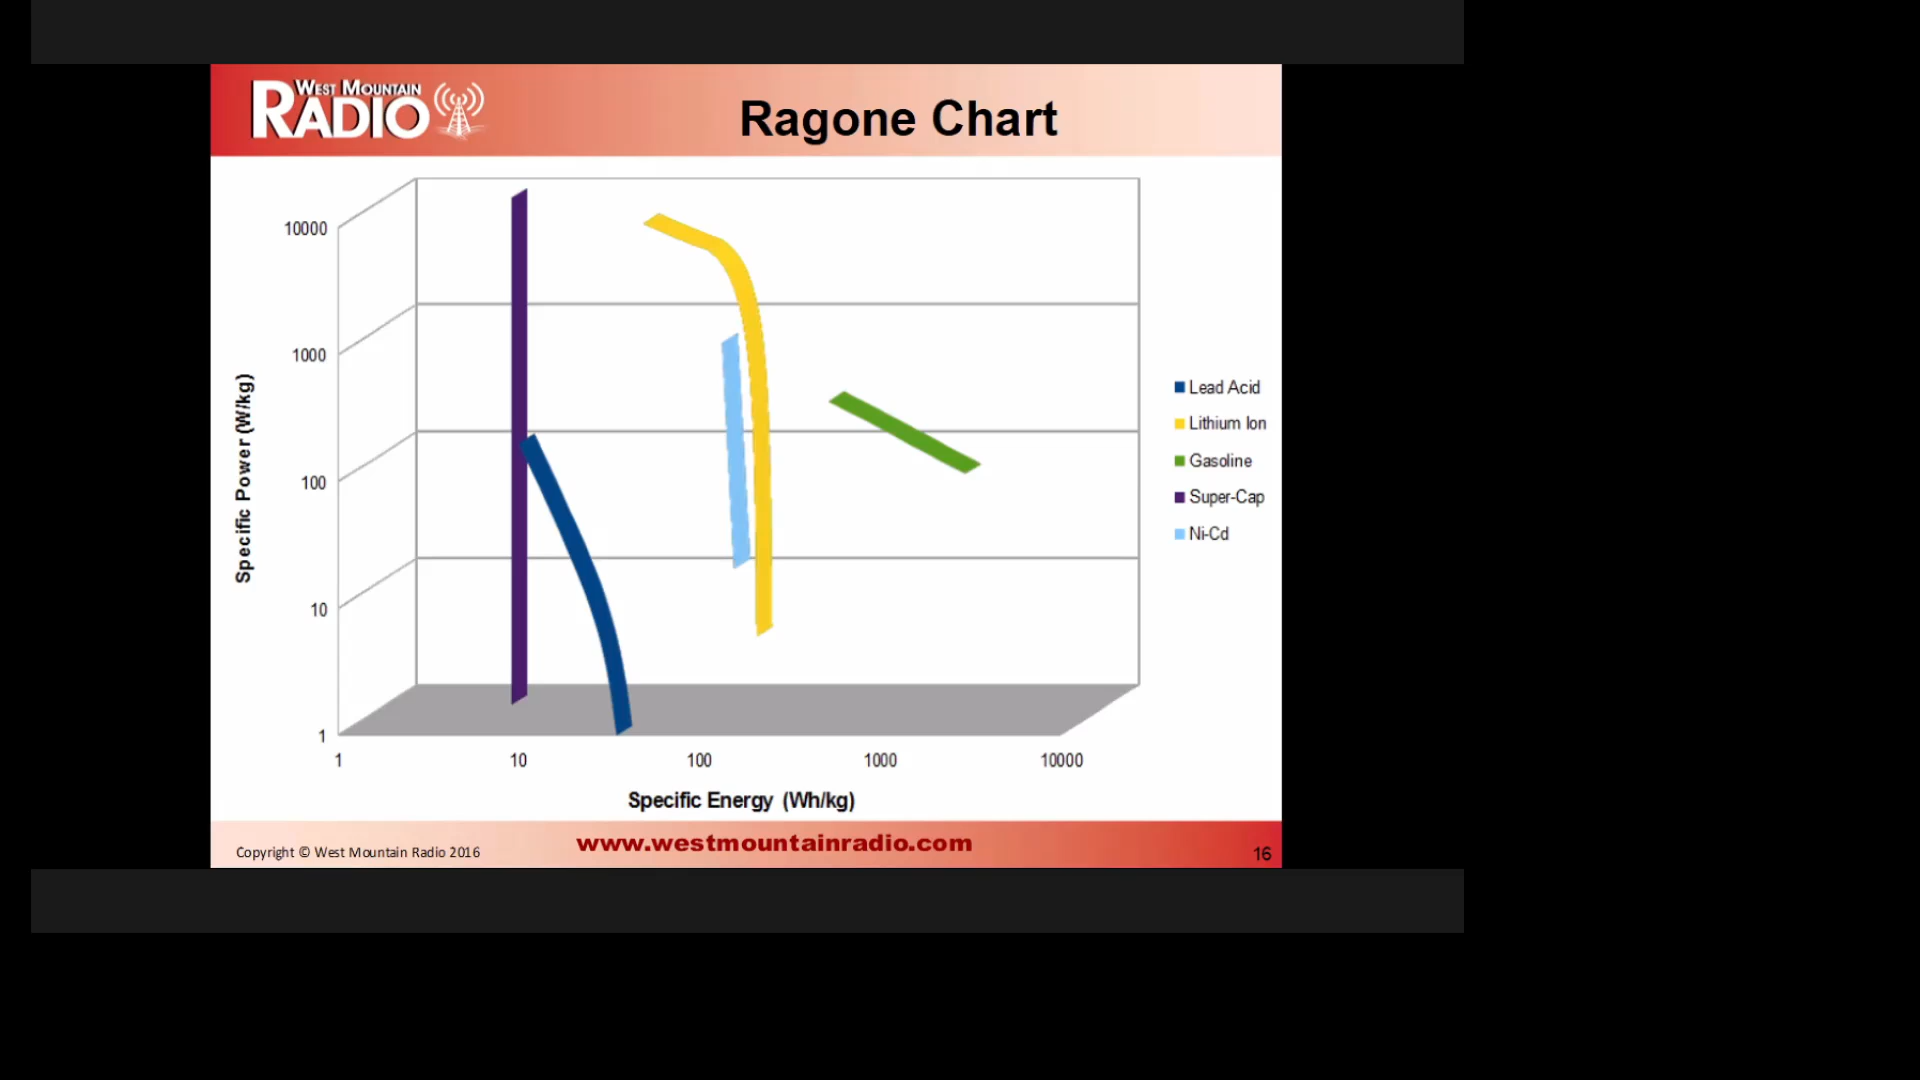 WEST MOUNTAIN
RADIO
Ragone Chart
10000
1000
100
10
1
Specific Power (W/kg)
1
10
100
1000
10000
Specific Energy (Wh/kg)
Lead Acid
Lithium Ion
Gasoline
Super-Cap
Ni-Cd
Copyright © West Mountain Radio 2016
www.westmountainradio.com
16